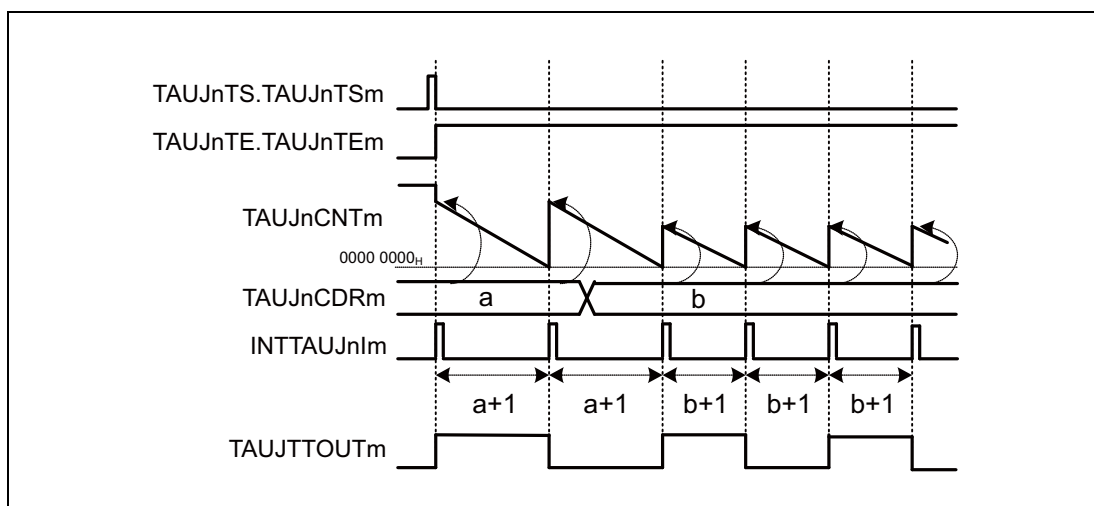 TAUJnTS.TAUJnTSm
TAUJnTE.TAUJnTEm
TAUJnCNTm
0000 0000H
TAUJnCDRm
a
b
INTTAUJnIm
a+1
a+1
b+1
b+1
b+1
TAUJTTOUTm